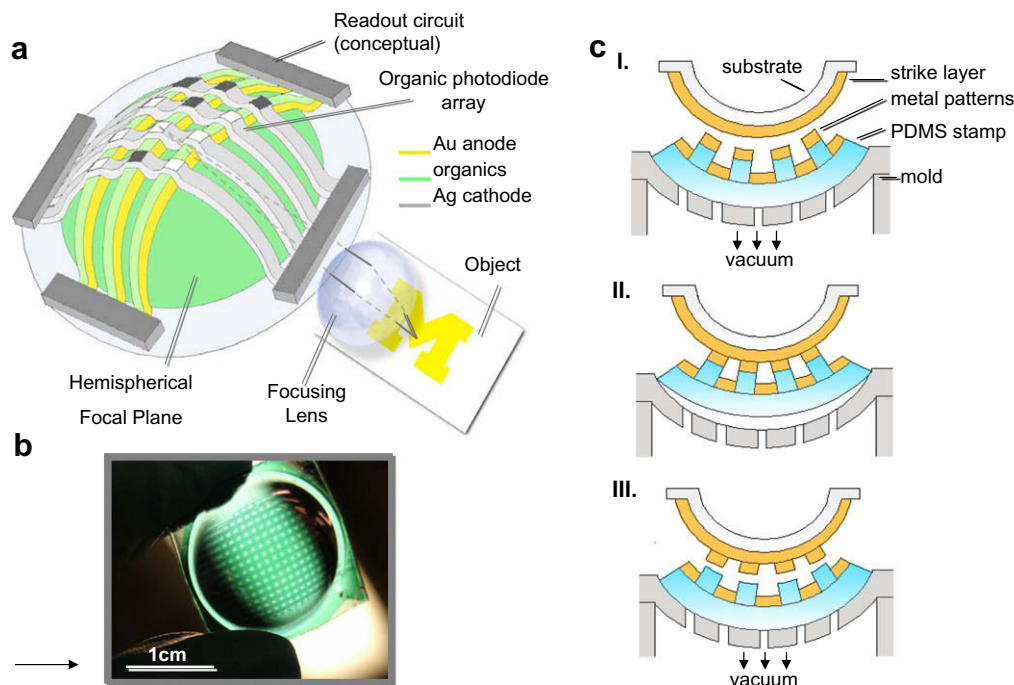 a
Readout circuit
(conceptual)
Organic photodiode
array
Au anode
organics
Ag cathode
Object
M
Hemispherical
Focal Plane
Focusing
Lens
b
1cm
c
I.
substrate
strike layer
metal patterns
PDMS stamp
mold
vacuum
II.
III.
vacuum